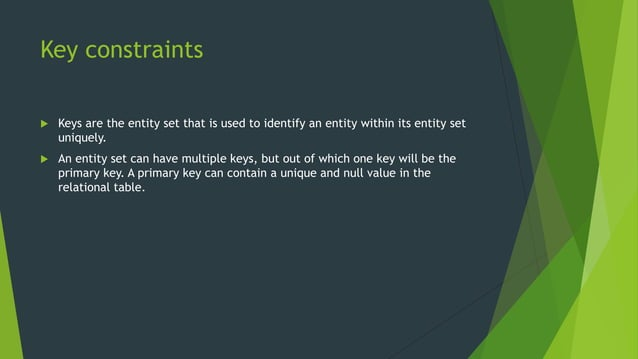 Key constraints
Keys are the entity set that is used to identify an entity within its entity set
uniquely.
An entity set can have multiple keys, but out of which one key will be the
primary key. A primary key can contain a unique and null value in the
relational table.